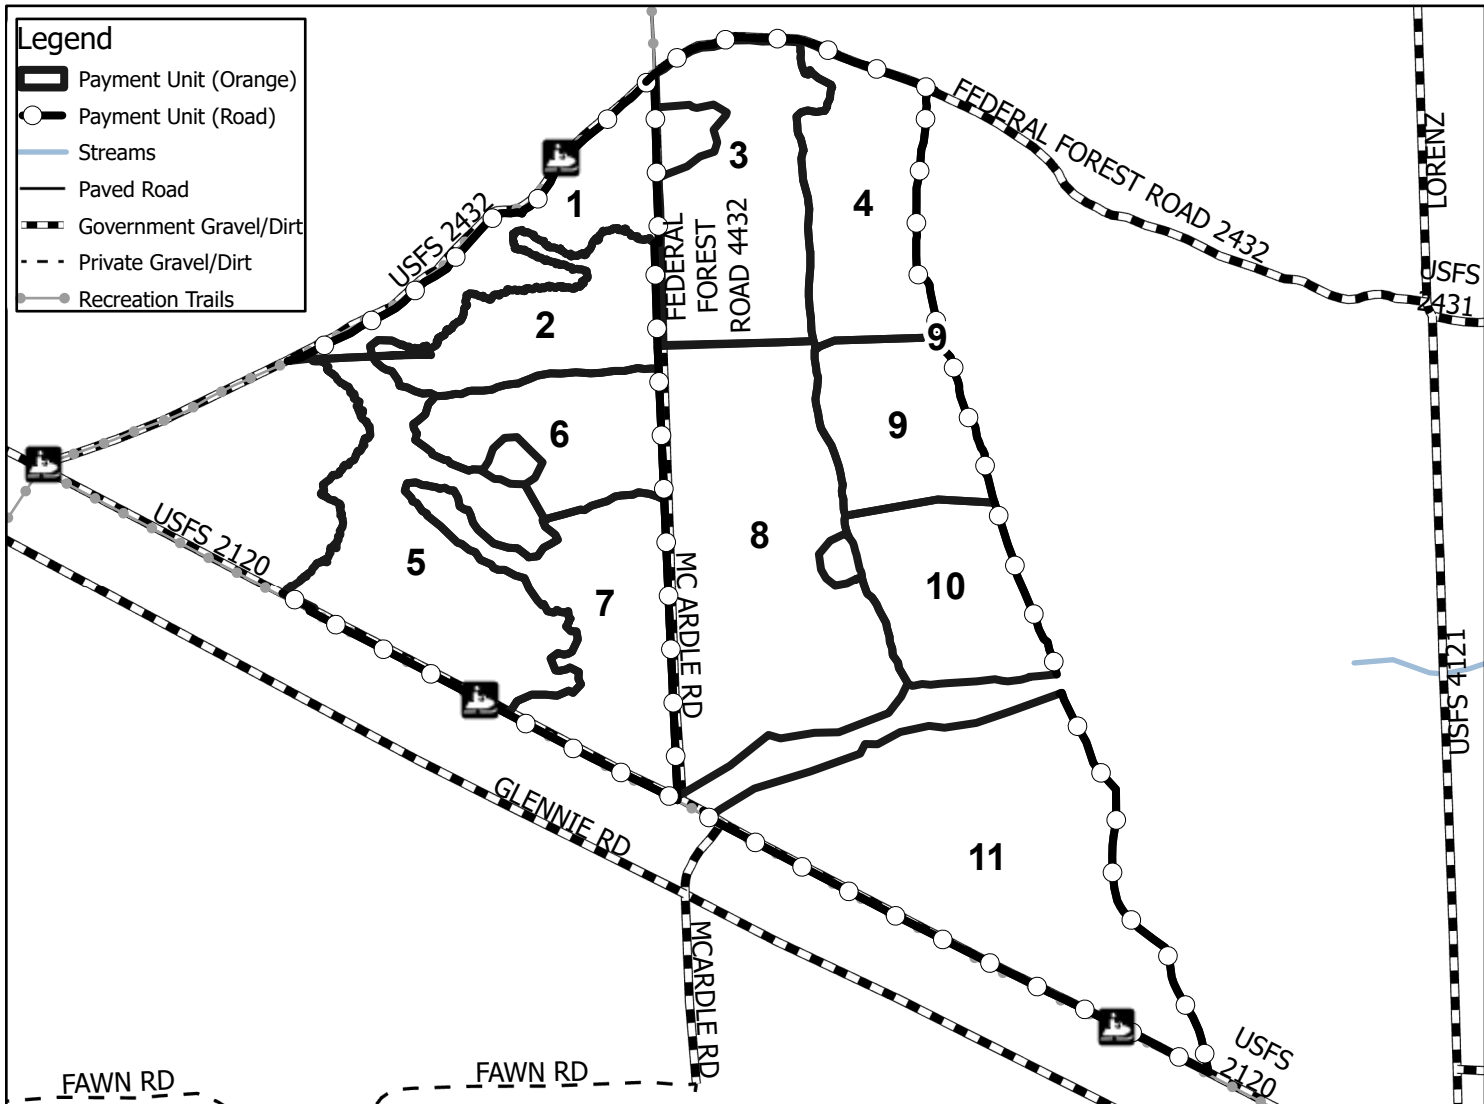 Legend
Payment Unit (Orange)
Payment Unit (Road)
Streams
Paved Road
Government Gravel/Dirt
Private Gravel/Dirt
Recreation Trails
FEDERAL FOREST ROAD 2432
LORENZ
3
1
4
USFS 2432
FEDERAL
FOREST
ROAD 4432
USFS
2431
2
9
6
9
USFS 2120
8
5
10
7
MC ARDLE RD
USFS 4121
GLENNIE RD
11
MCARDLE RD
USFS
2120
FAWN RD
FAWN RD